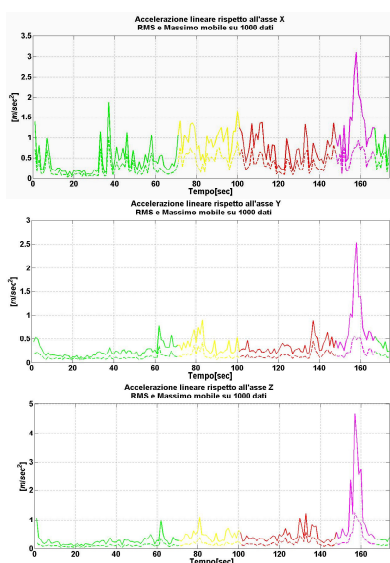 Accelerazione lineare rispetto all'asse X
RMS e Massimo mobile su 1000 dati
[m/sec²]
3.5
3
2.5
2
1.5
1
0.5
0
0 20 40 60 80 100 120 140 160
Tempo[sec]
Accelerazione lineare rispetto all'asse Y
RMS e Massimo mobile su 1000 dati
[m/sec²]
3
2.5
2
1.5
1
0.5
0
0 20 40 60 80 100 120 140 160
Tempo[sec]
Accelerazione lineare rispetto all'asse Z
RMS e Massimo mobile su 1000 dati
[m/sec²]
5
4
3
2
1
0
0 20 40 60 80 100 120 140 160
Tempo[sec]